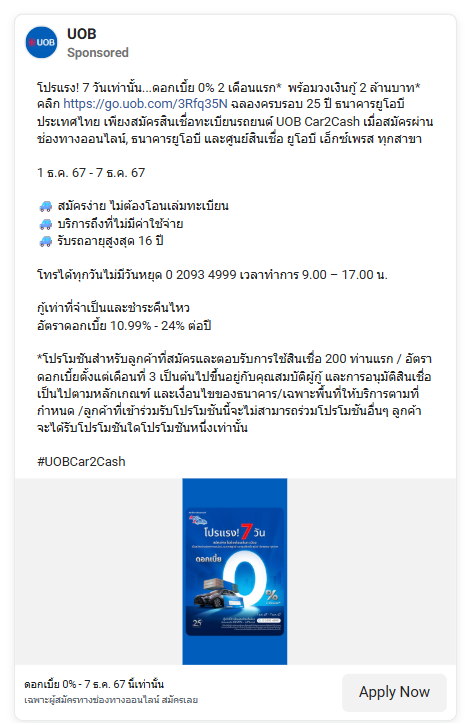 UOB
UOB
Sponsored
โปรแรง! 7 วันเท่านั้น...ดอกเบี้ย 0% 2 เดือนแรก* พร้อมวงเงินกู้ 2 ล้านบาท*
คลิก https://go.uob.com/3Rfq35N ฉลองครบรอบ 25 ปี ธนาคารยูโอบี
ประเทศไทย เพียงสมัครสินเชื่อทะเบียนรถยนต์ UOB Car2Cash เมื่อสมัครผ่าน
ช่องทางออนไลน์, ธนาคารยูโอบี และศูนย์สินเชื่อ ยูโอบี เอ็กซ์เพรส ทุกสาขา
1 ธ.ค. 67 - 7 ธ.ค. 67
สมัครง่าย ไม่ต้องโอนเล่มทะเบียน
บริการถึงที่ไม่มีค่าใช้จ่าย
รับรถอายุสูงสุด 16 ปี
โทรได้ทุกวันไม่มีวันหยุด 0 2093 4999 เวลาทำการ 9.00 – 17.00 น.
กู้เท่าที่จำเป็นและชำระคืนไหว
อัตราดอกเบี้ย 10.99% - 24% ต่อปี
*โปรโมชันสำหรับลูกค้าที่สมัครและตอบรับการใช้สินเชื่อ 200 ท่านแรก / อัตรา
ดอกเบี้ยตั้งแต่เดือนที่ 3 เป็นต้นไปขึ้นอยู่กับคุณสมบัติผู้กู้ และการอนุมัติสินเชื่อ
เป็นไปตามหลักเกณฑ์ และเงื่อนไขของธนาคาร/เฉพาะพื้นที่ให้บริการตามที่
กำหนด /ลูกค้าที่เข้าร่วมรับโปรโมชันนี้จะไม่สามารถร่วมโปรโมชันอื่นๆ ลูกค้า
จะได้รับโปรโมชันใดโปรโมชันหนึ่งเท่านั้น
#UOBCar2Cash
โปรแรง! 7 วัน
ดอกเบี้ย
0%
25
ดอกเบี้ย 0% - 7 ธ.ค. 67 นี้เท่านั้น
เฉพาะผู้สมัครทางช่องทางออนไลน์ สมัครเลย
Apply Now